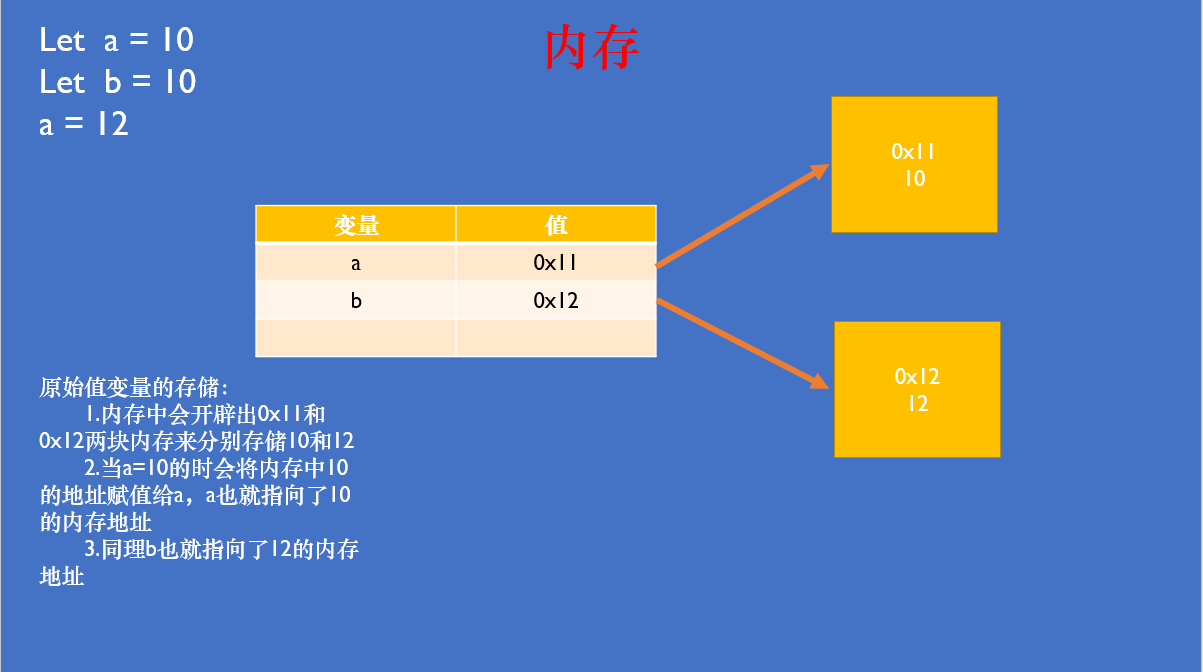 Let a = 10
Let b = 10
a = 12
内存
0x11
10
变量 值
a 0x11
b 0x12
0x12
12
原始值变量的存储：
1.内存中会开辟出0x11和
0x12两块内存来分别存储10和12
2.当a=10的时会将内存中10
的地址赋值给a，a也就指向了10
的内存地址
3.同理b也就指向了12的内存
地址